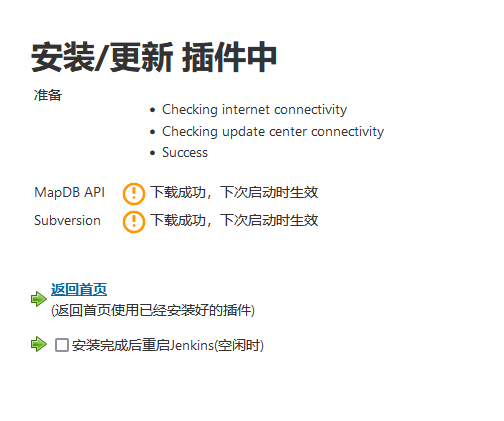 安装/更新 插件中
准备
Checking internet connectivity
Checking update center connectivity
Success
MapDB API 下载成功，下次启动时生效
Subversion 下载成功，下次启动时生效
返回首页
(返回首页使用已经安装好的插件)
安装完成后重启Jenkins(空闲时)